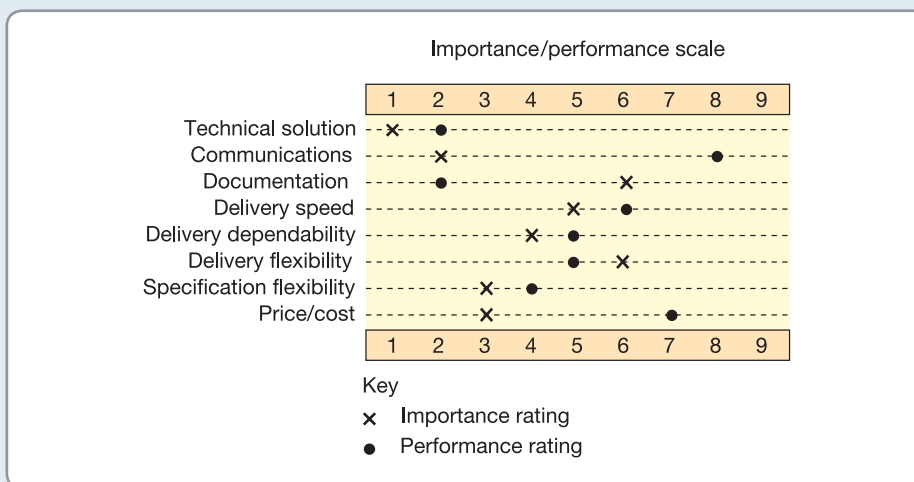 Importance/performance scale
1 2 3 4 5 6 7 8 9
Technical solution
Communications
Documentation
Delivery speed
Delivery dependability
Delivery flexibility
Specification flexibility
Price/cost
1 2 3 4 5 6 7 8 9
Key
× Importance rating
● Performance rating